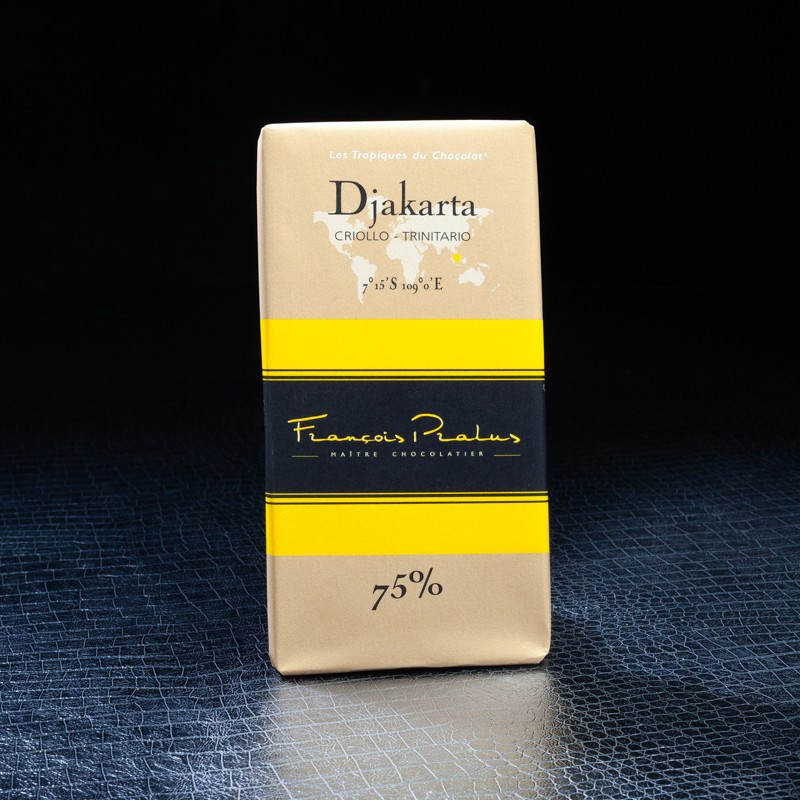 Les Tropiques du Chocolat®
Djakarta
CRIOLLO - TRINITARIO
7°15'S 109°0'E
François Pralus
MAÎTRE CHOCOLATIER
75%